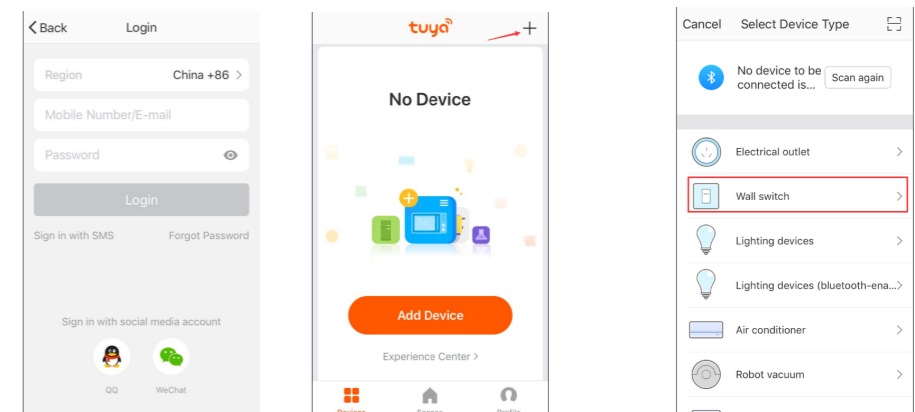 Back
Login
Region
China +86
Mobile Number/E-mail
Password
Login
Sign in with SMS
Forgot Password
Sign in with social media account
QQ
WeChat
tuya
No Device
Add Device
Experience Center
Cancel
Select Device Type
No device to be
connected is...
Scan again
Electrical outlet
Wall switch
Lighting devices
Lighting devices (bluetooth-ena...
Air conditioner
Robot vacuum